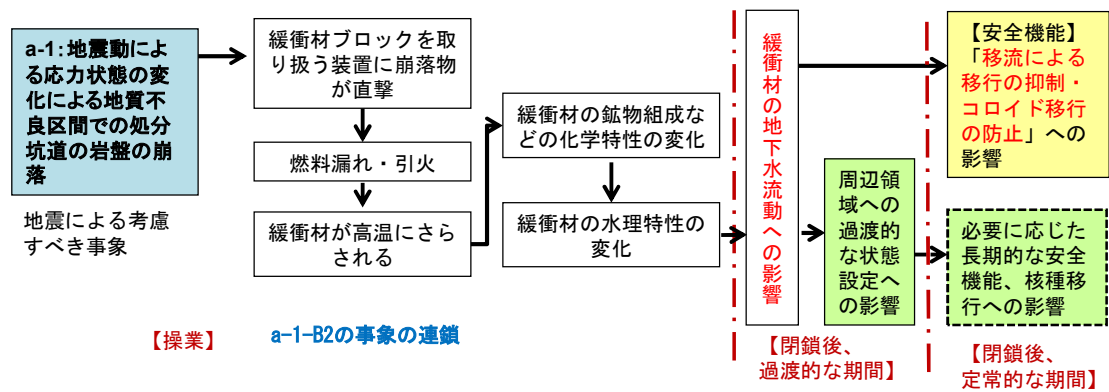 a-1：地震動によ
る応力状態の変
化による地質不
良区間での処分
坑道の岩盤の崩
落
地震による考慮
すべき事象
緩衝材ブロックを取
り扱う装置に崩落物
が直撃
燃料漏れ・引火
緩衝材が高温にさら
される
緩衝材の鉱物組成な
どの化学特性の変化
緩衝材の水理特性の
変化
緩衝材の地下水流動への影響
周辺領
域への
過渡的
な状態
設定へ
の影響
【安全機能】
「移流による
移行の抑制・
コロイド移行
の防止」への
影響
必要に応じた
長期的な安全
機能、核種移
行への影響
【操業】
a-1-B2の事象の連鎖
【閉鎖後、
過渡的な期間】
【閉鎖後、
定常的な期間】